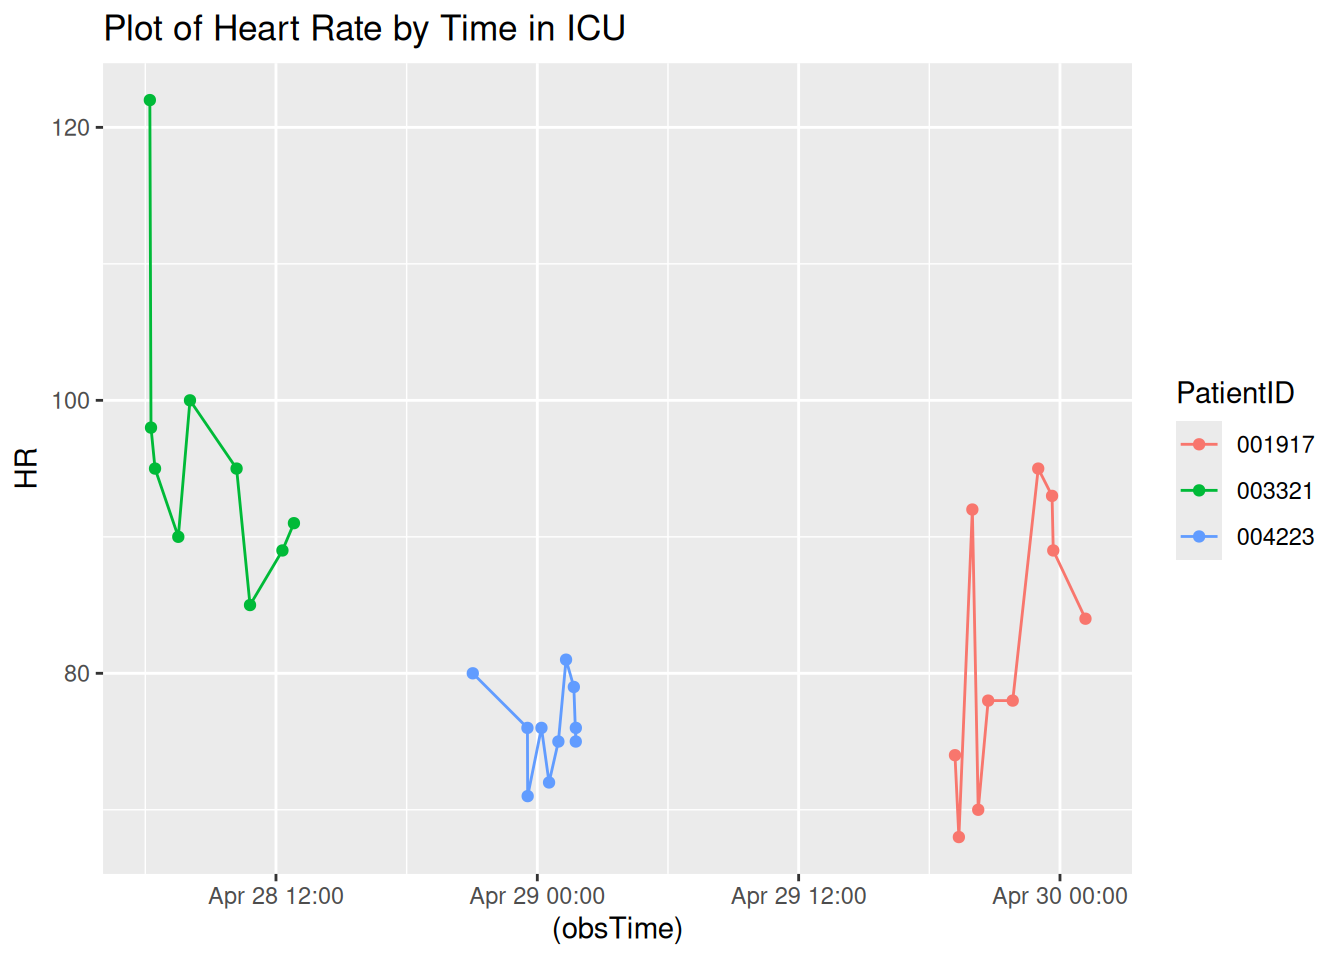 Plot of Heart Rate by Time in ICU
120
100
80
HR
Apr 28 12:00
Apr 29 00:00
Apr 29 12:00
Apr 30 00:00
(obsTime)
PatientID
001917
003321
004223